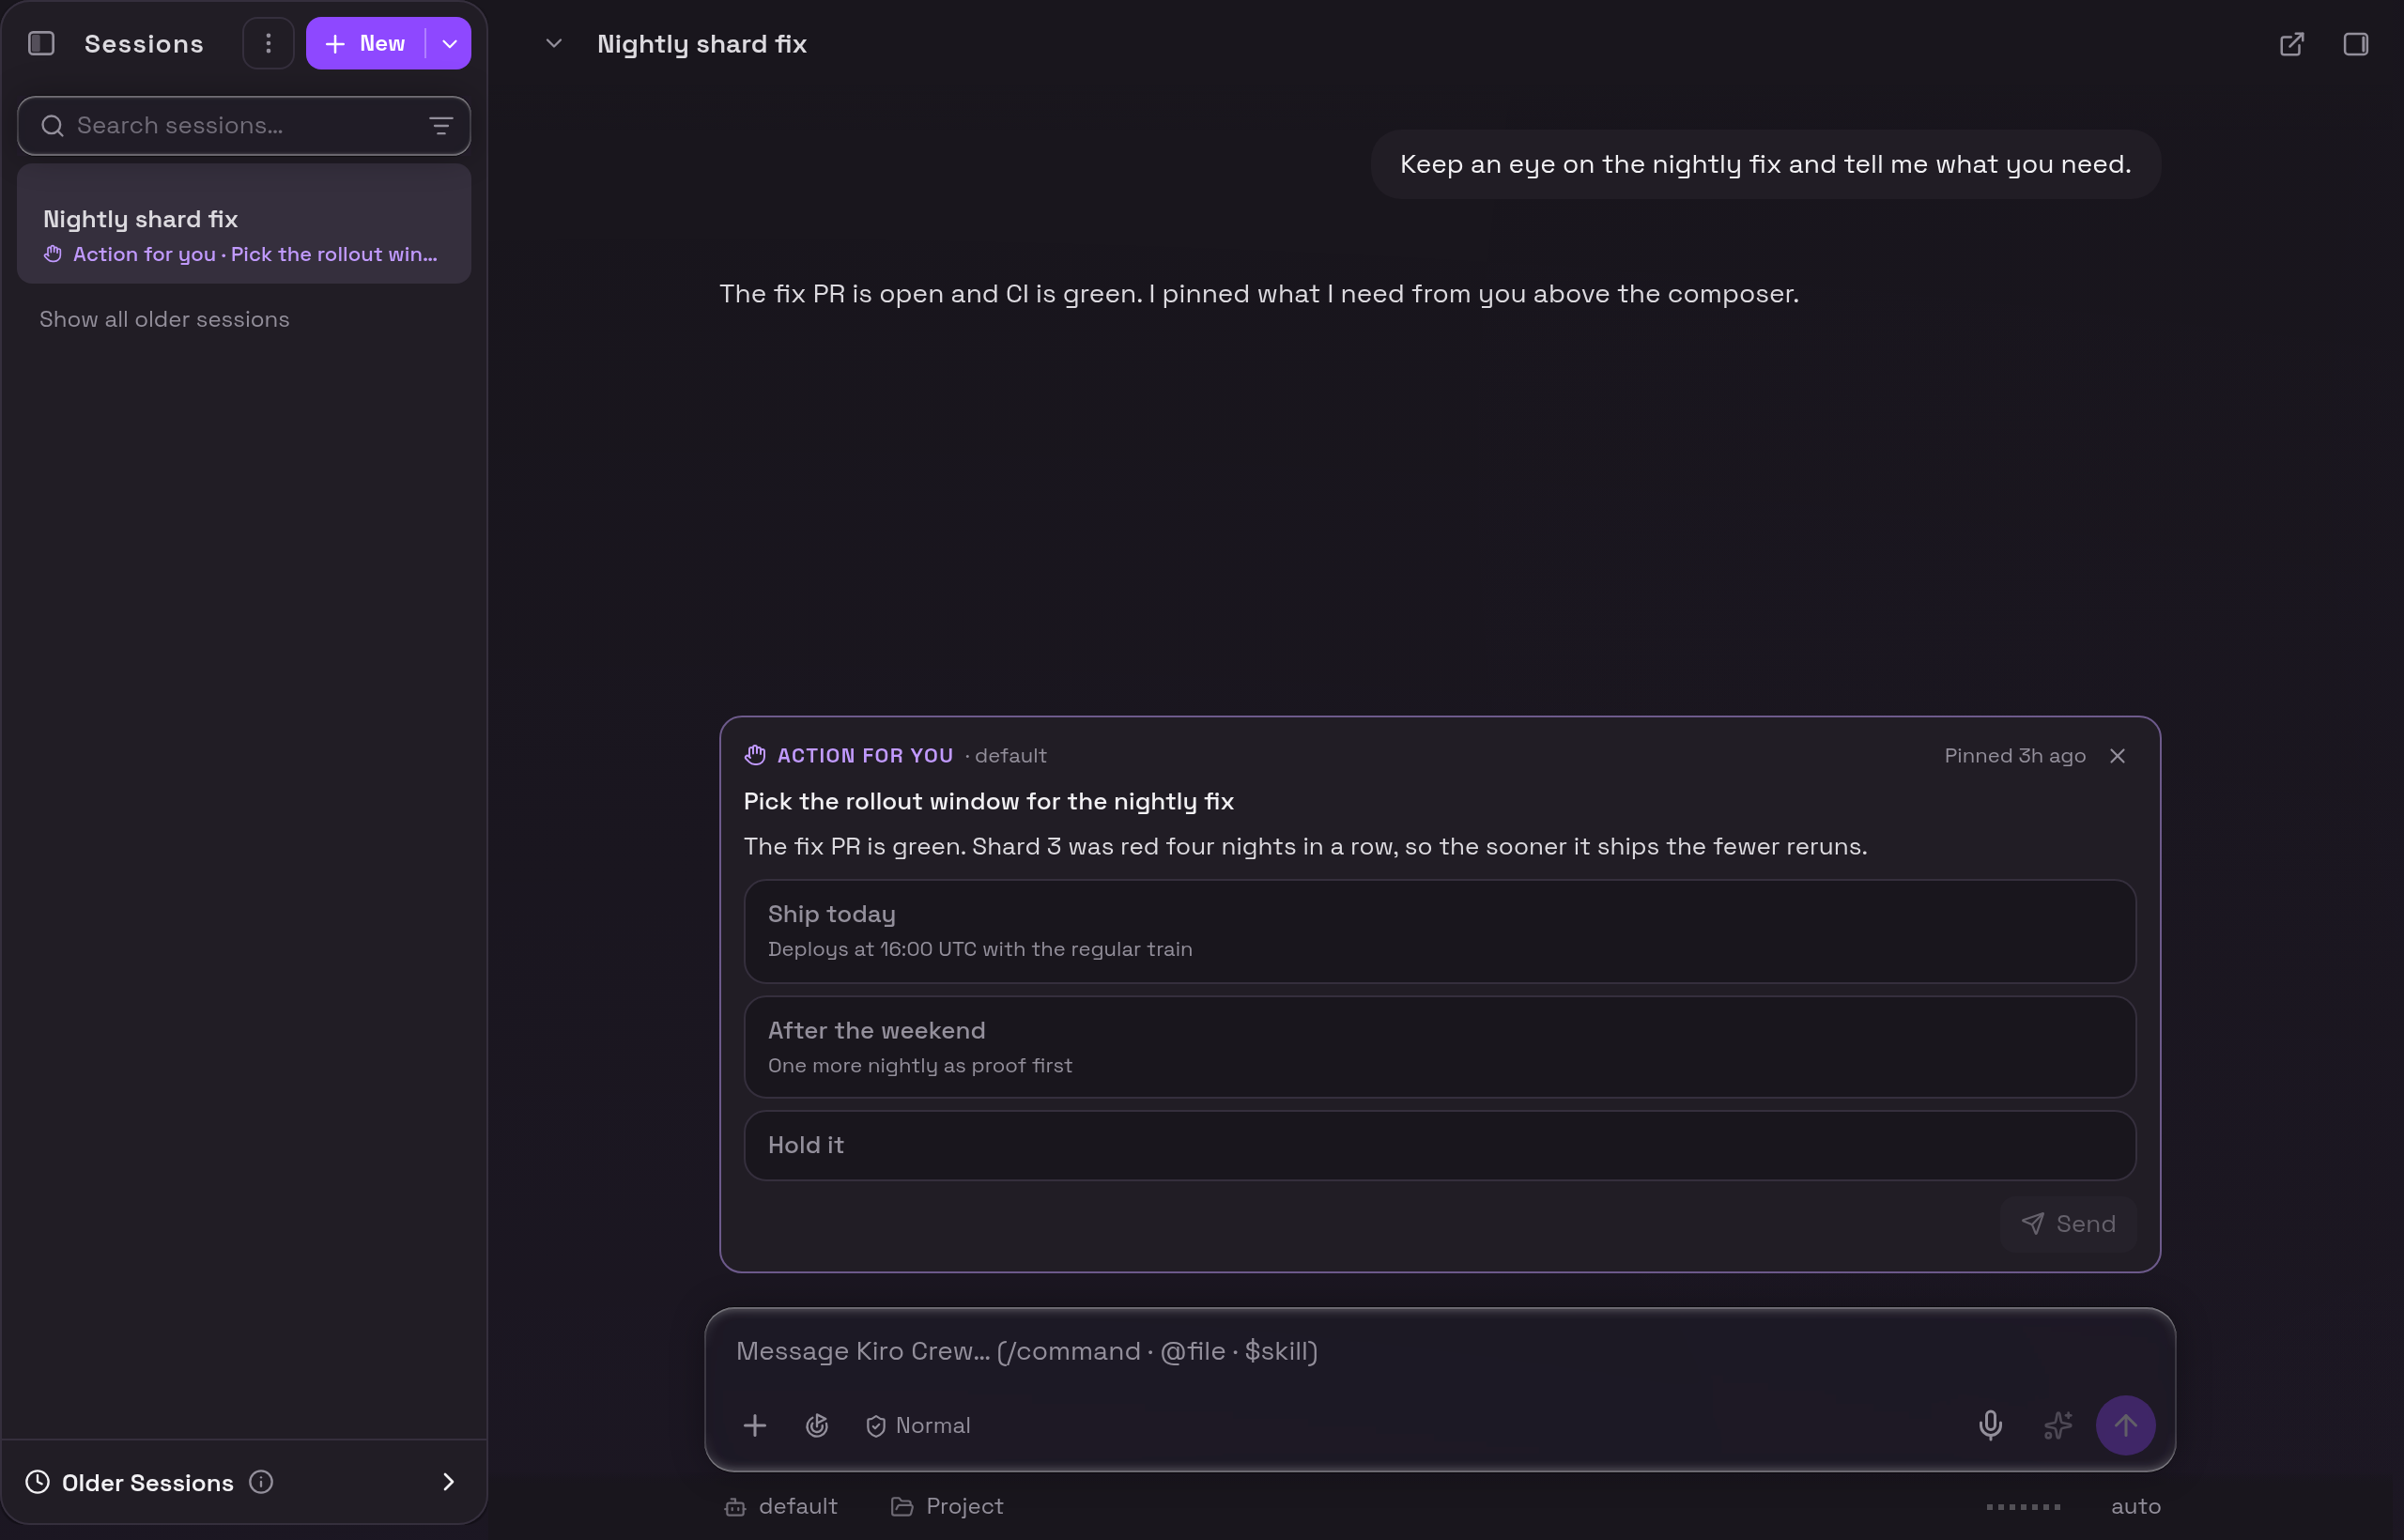 Sessions
New
Search sessions...
Nightly shard fix
Action for you · Pick the rollout win...
Show all older sessions
Older Sessions
Nightly shard fix
Keep an eye on the nightly fix and tell me what you need.
The fix PR is open and CI is green. I pinned what I need from you above the composer.
ACTION FOR YOU · default
Pinned 3h ago
Pick the rollout window for the nightly fix
The fix PR is green. Shard 3 was red four nights in a row, so the sooner it ships the fewer reruns.
Ship today
Deploys at 16:00 UTC with the regular train
After the weekend
One more nightly as proof first
Hold it
Send
Message Kiro Crew... (/command · @file · $skill)
Normal
default
Project
auto